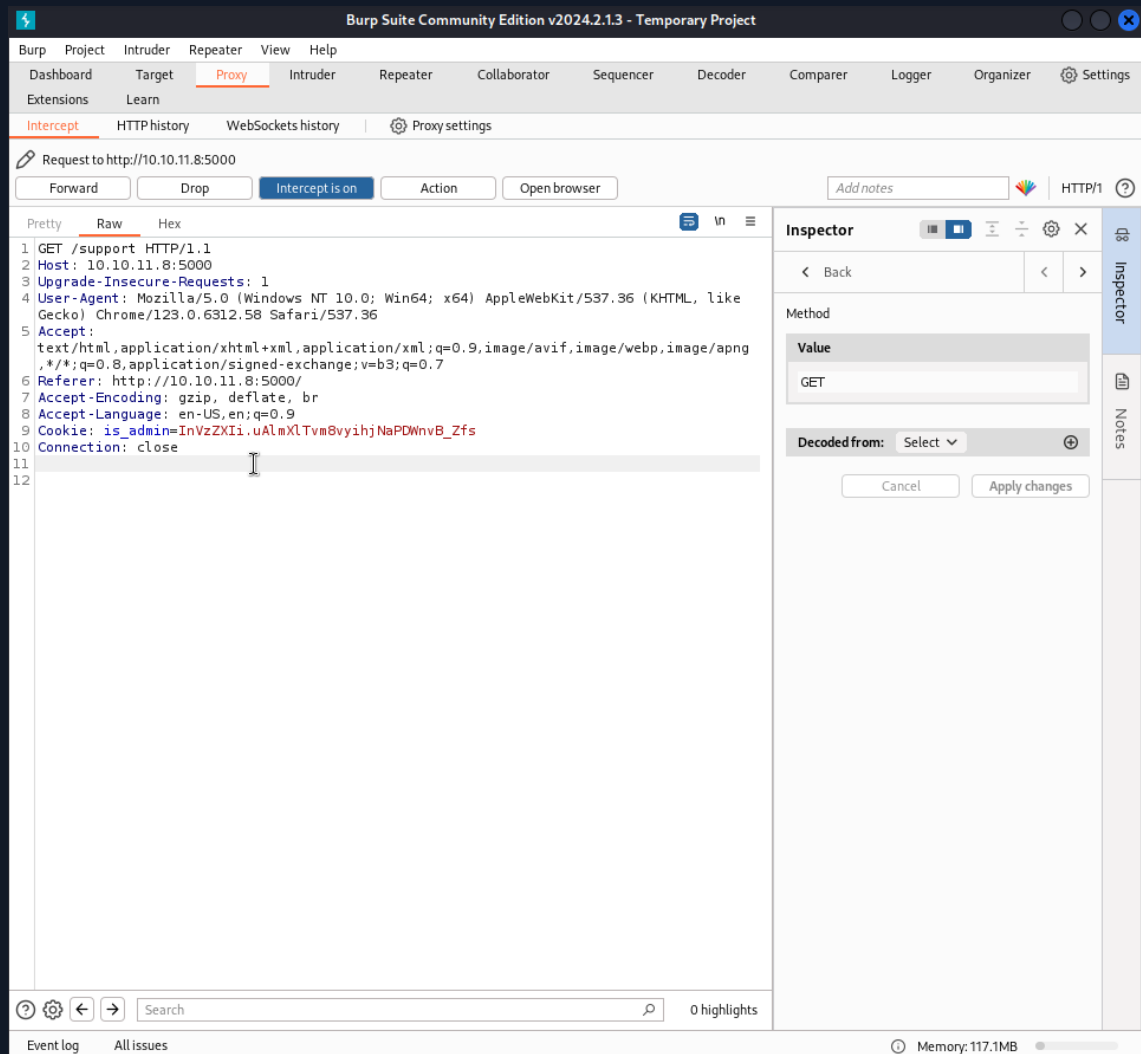 Burp Suite Community Edition v2024.2.1.3 - Temporary Project
Burp Project Intruder Repeater View Help
Dashboard Target Proxy Intruder Repeater Collaborator Sequencer Decoder Comparer Logger Organizer Settings
Extensions Learn
Intercept HTTP history WebSockets history Proxy settings
Request to http://10.10.11.8:5000
Forward Drop Intercept is on Action Open browser Add notes HTTP/1
Pretty Raw Hex \n
1 GET /support HTTP/1.1
2 Host: 10.10.11.8:5000
3 Upgrade-Insecure-Requests: 1
4 User-Agent: Mozilla/5.0 (Windows NT 10.0; Win64; x64) AppleWebKit/537.36 (KHTML, like
Gecko) Chrome/123.0.6312.58 Safari/537.36
5 Accept:
text/html,application/xhtml+xml,application/xml;q=0.9,image/avif,image/webp,image/apng
,*/*;q=0.8,application/signed-exchange;v=b3;q=0.7
6 Referer: http://10.10.11.8:5000/
7 Accept-Encoding: gzip, deflate, br
8 Accept-Language: en-US,en;q=0.9
9 Cookie: is_admin=InVzZXIi.uAlmXlTvm8vyihjNaPDWnvB_Zfs
10 Connection: close
11
12
Inspector
Back
Method
Value
GET
Decoded from: Select
Cancel Apply changes
Inspector
Notes
Search 0 highlights
Event log All issues Memory: 117.1MB